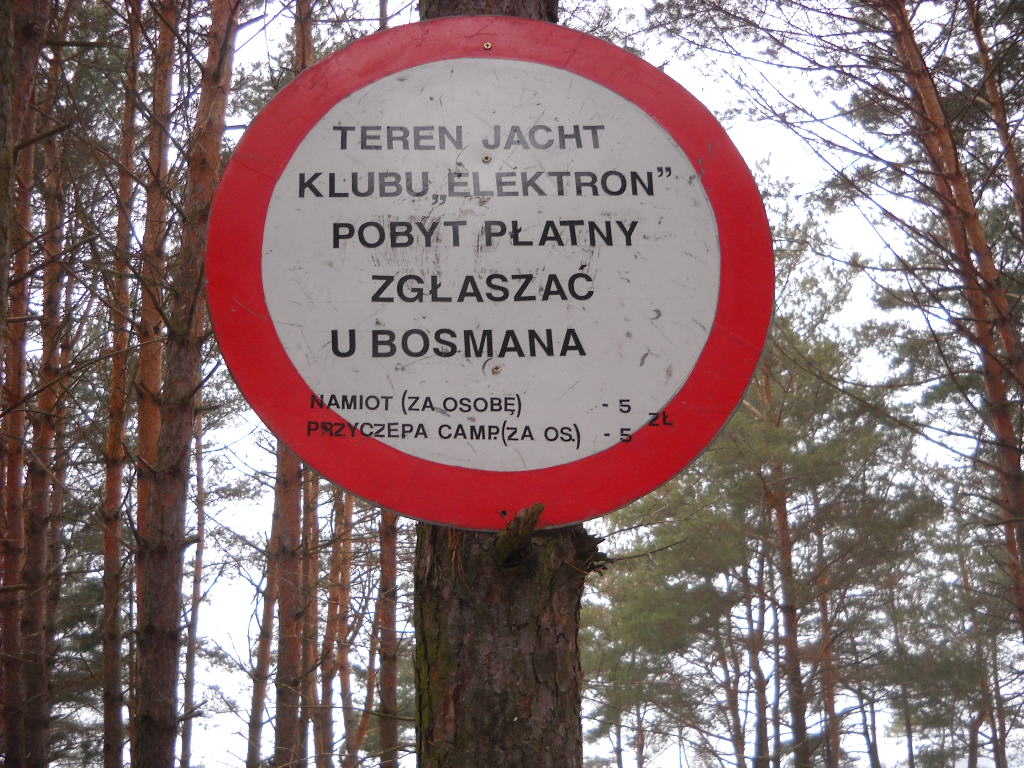 TEREN JACHT
KLUBU „ELEKTRON”
POBYT PŁATNY
ZGŁASZAĆ
U BOSMANA
NAMIOT (ZA OSOBĘ) - 5 ZŁ
PRZYCZEPA CAMP.(ZA OS.) - 5